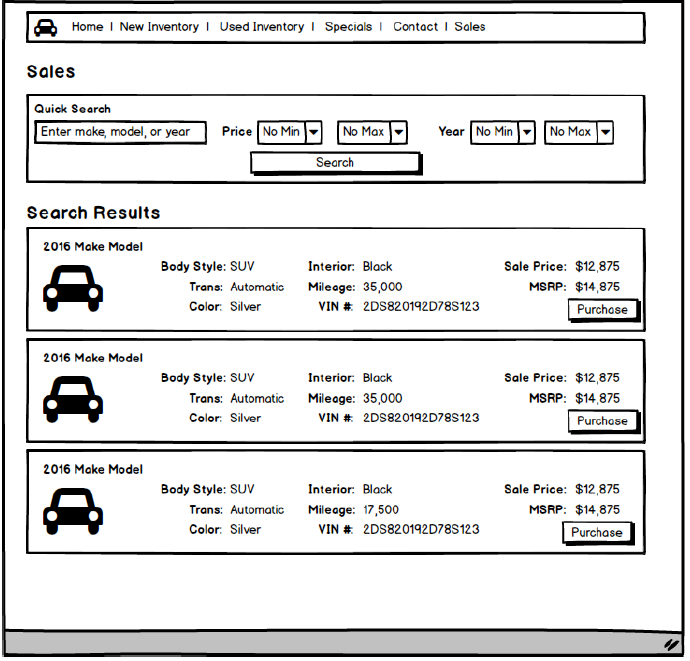 Home | New Inventory | Used Inventory | Specials | Contact | Sales
Sales
Quick Search
Enter make, model, or year Price No Min No Max Year No Min No Max
Search
Search Results
2016 Make Model
Body Style: SUV Interior: Black Sale Price: $12,875
Trans: Automatic Mileage: 35,000 MSRP: $14,875
Color: Silver VIN #: 2DS820192D78S123 Purchase
2016 Make Model
Body Style: SUV Interior: Black Sale Price: $12,875
Trans: Automatic Mileage: 35,000 MSRP: $14,875
Color: Silver VIN #: 2DS820192D78S123 Purchase
2016 Make Model
Body Style: SUV Interior: Black Sale Price: $12,875
Trans: Automatic Mileage: 17,500 MSRP: $14,875
Color: Silver VIN #: 2DS820192D78S123 Purchase